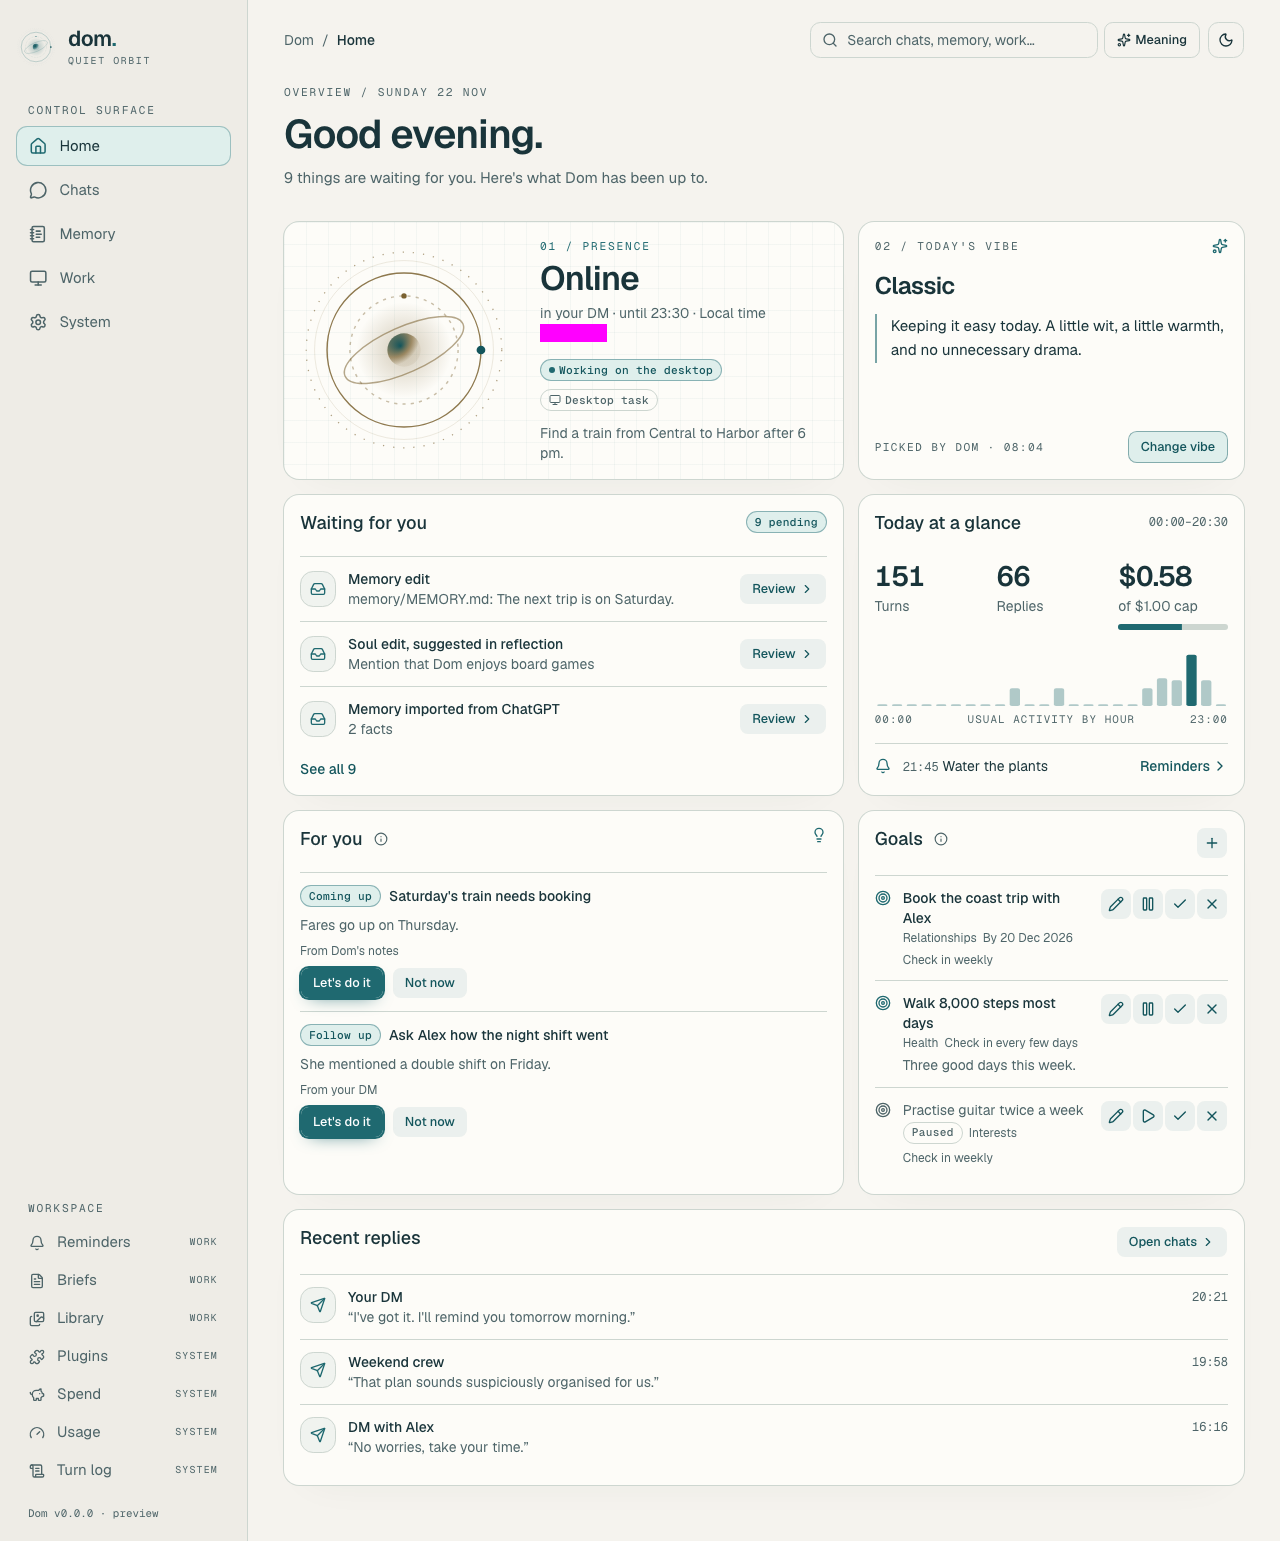 dom.
QUIET ORBIT
CONTROL SURFACE
Home
Chats
Memory
Work
System
WORKSPACE
Reminders WORK
Briefs WORK
Library WORK
Plugins SYSTEM
Spend SYSTEM
Usage SYSTEM
Turn log SYSTEM
Dom v0.0.0 · preview
Dom / Home
Search chats, memory, work…
Meaning
OVERVIEW / SUNDAY 22 NOV
Good evening.
9 things are waiting for you. Here's what Dom has been up to.
01 / PRESENCE
Online
in your DM · until 23:30 · Local time
Working on the desktop
Desktop task
Find a train from Central to Harbor after 6
pm.
02 / TODAY'S VIBE
Classic
Keeping it easy today. A little wit, a little warmth,
and no unnecessary drama.
PICKED BY DOM · 08:04
Change vibe
Waiting for you
9 pending
Memory edit
memory/MEMORY.md: The next trip is on Saturday.
Review
Soul edit, suggested in reflection
Mention that Dom enjoys board games
Review
Memory imported from ChatGPT
2 facts
Review
See all 9
Today at a glance
00:00–20:30
151
Turns
66
Replies
$0.58
of $1.00 cap
00:00 USUAL ACTIVITY BY HOUR 23:00
21:45 Water the plants
Reminders
For you
Coming up Saturday's train needs booking
Fares go up on Thursday.
From Dom's notes
Let's do it
Not now
Follow up Ask Alex how the night shift went
She mentioned a double shift on Friday.
From your DM
Let's do it
Not now
Goals
Book the coast trip with
Alex
Relationships By 20 Dec 2026
Check in weekly
Walk 8,000 steps most
days
Health Check in every few days
Three good days this week.
Practise guitar twice a week
Paused Interests
Check in weekly
Recent replies
Open chats
Your DM
“I've got it. I'll remind you tomorrow morning.”
20:21
Weekend crew
“That plan sounds suspiciously organised for us.”
19:58
DM with Alex
“No worries, take your time.”
16:16